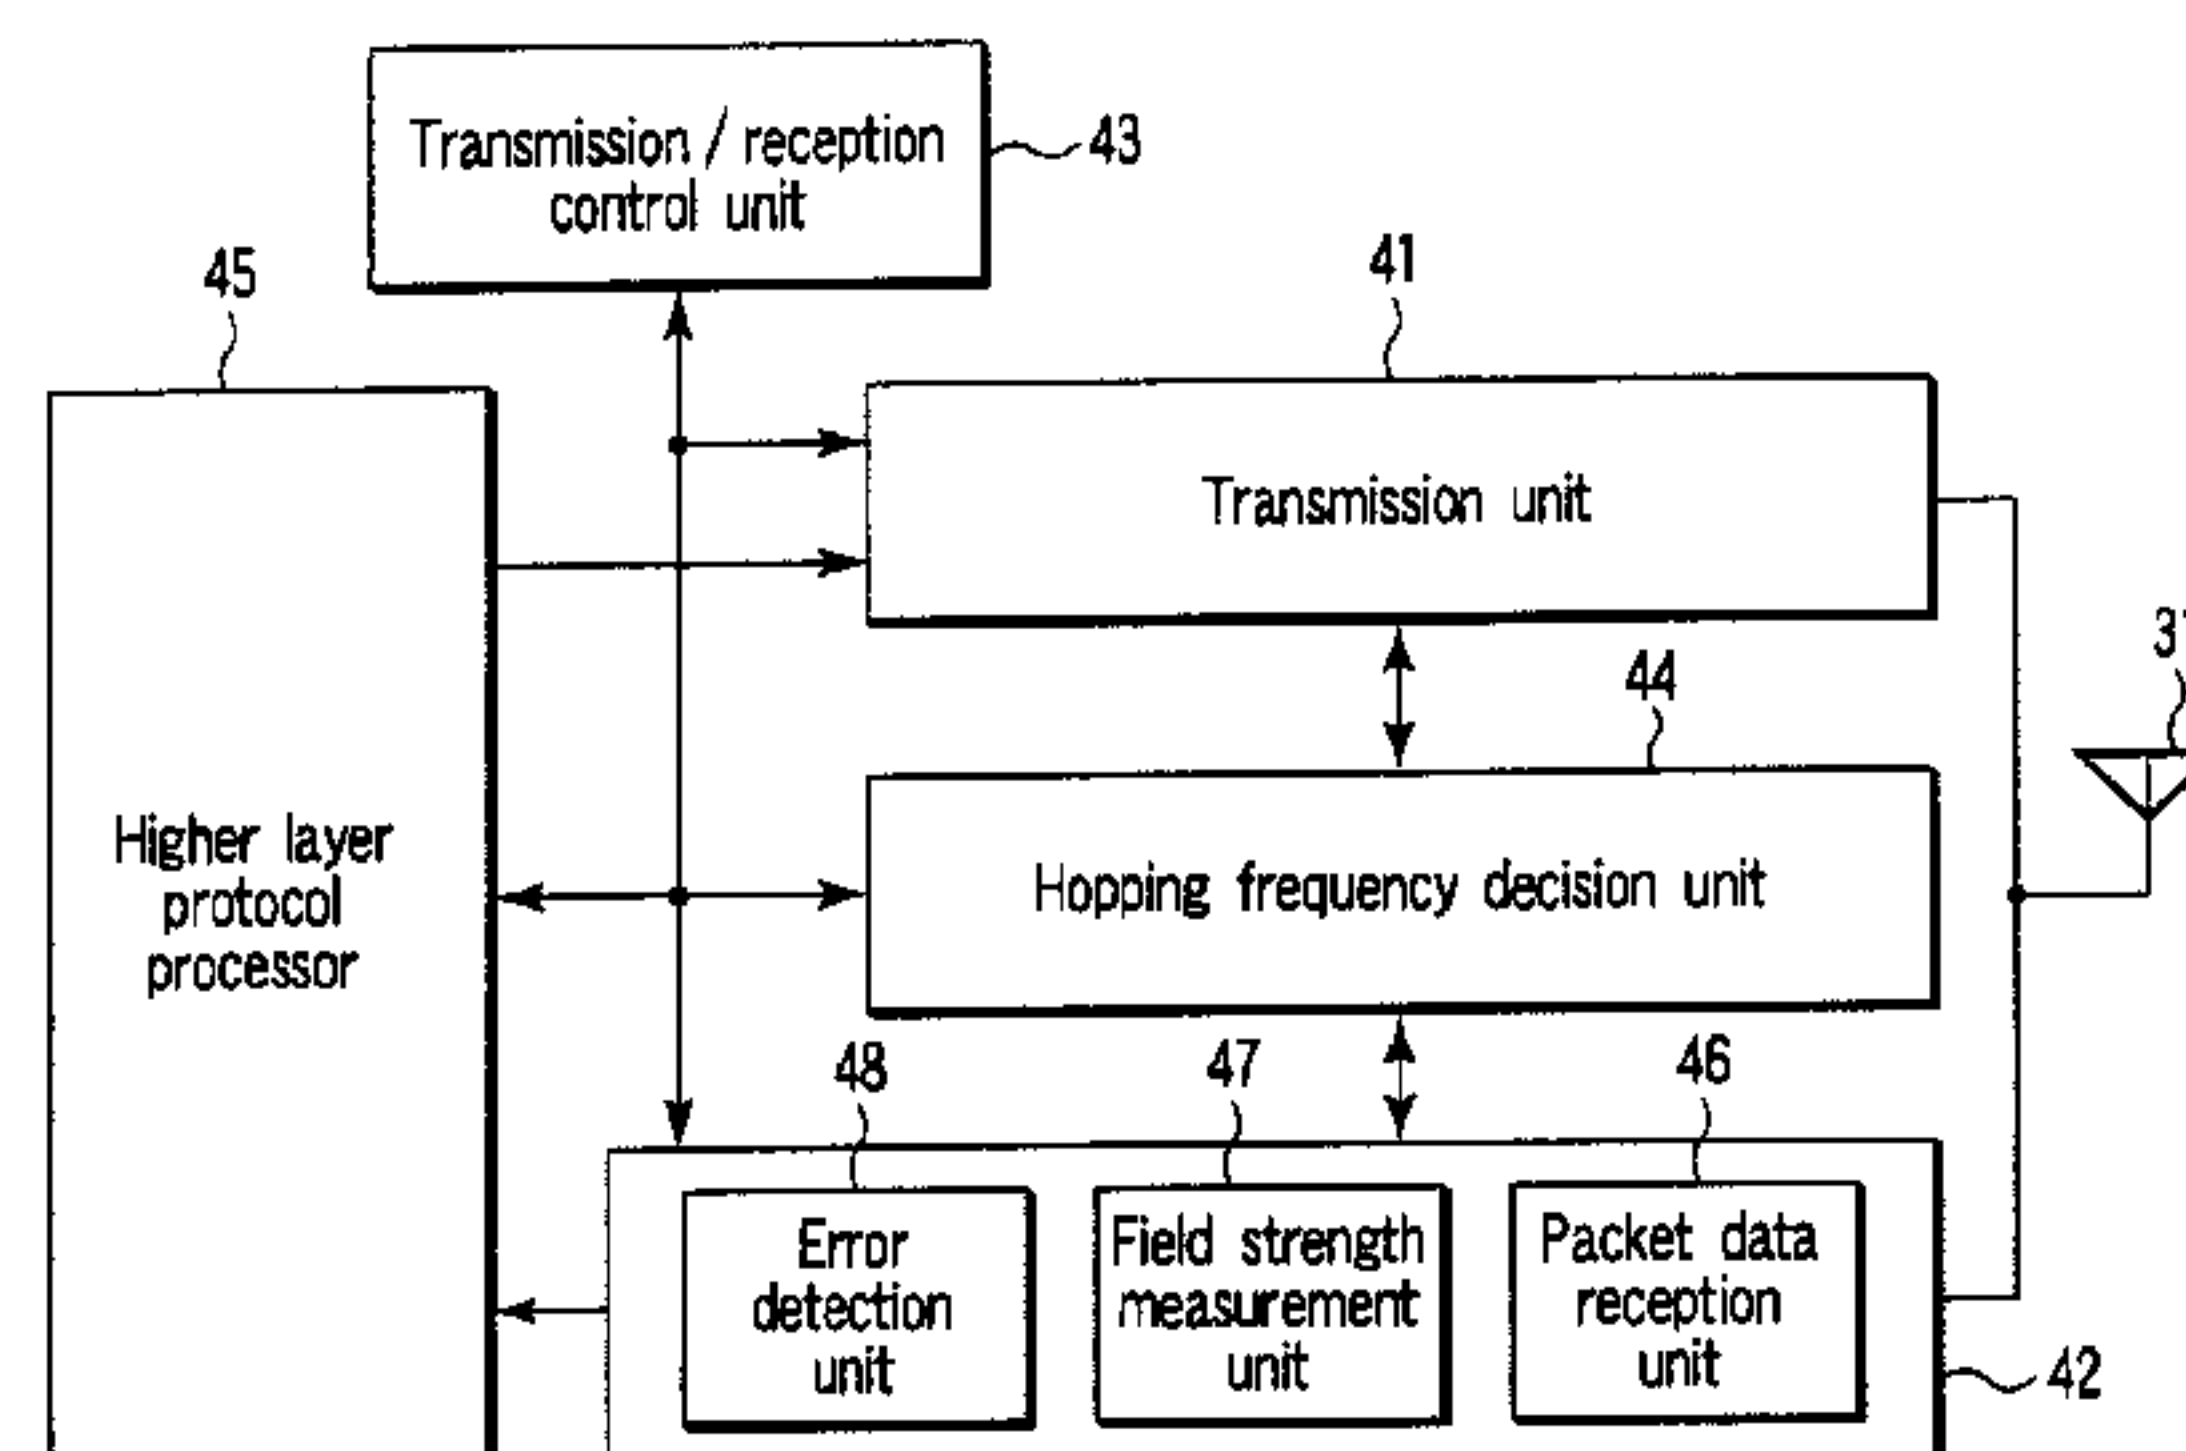 Transmission / reception
control unit
43
45
41
Transmission unit
44
Higher layer
protocol
processor
Hopping frequency decision unit
48
47
46
Error
detection
unit
Field strength
measurement
unit
Packet data
reception
unit
42